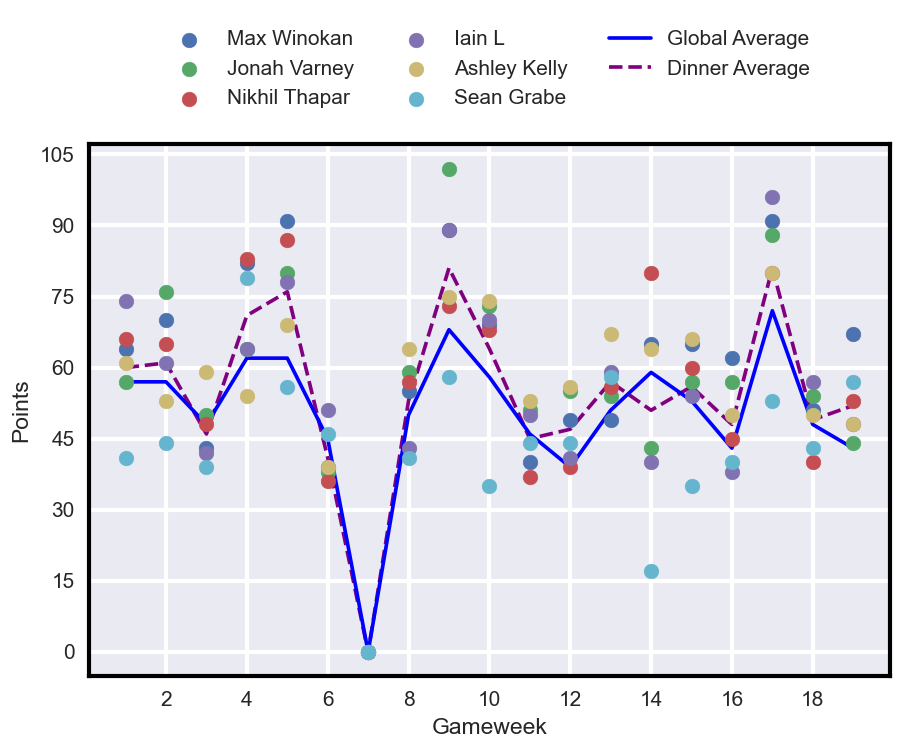 Max Winokan
Jonah Varney
Nikhil Thapar
Iain L
Ashley Kelly
Sean Grabe
Global Average
Dinner Average
105
90
75
60
45
30
15
0
Points
2 4 6 8 10 12 14 16 18
Gameweek